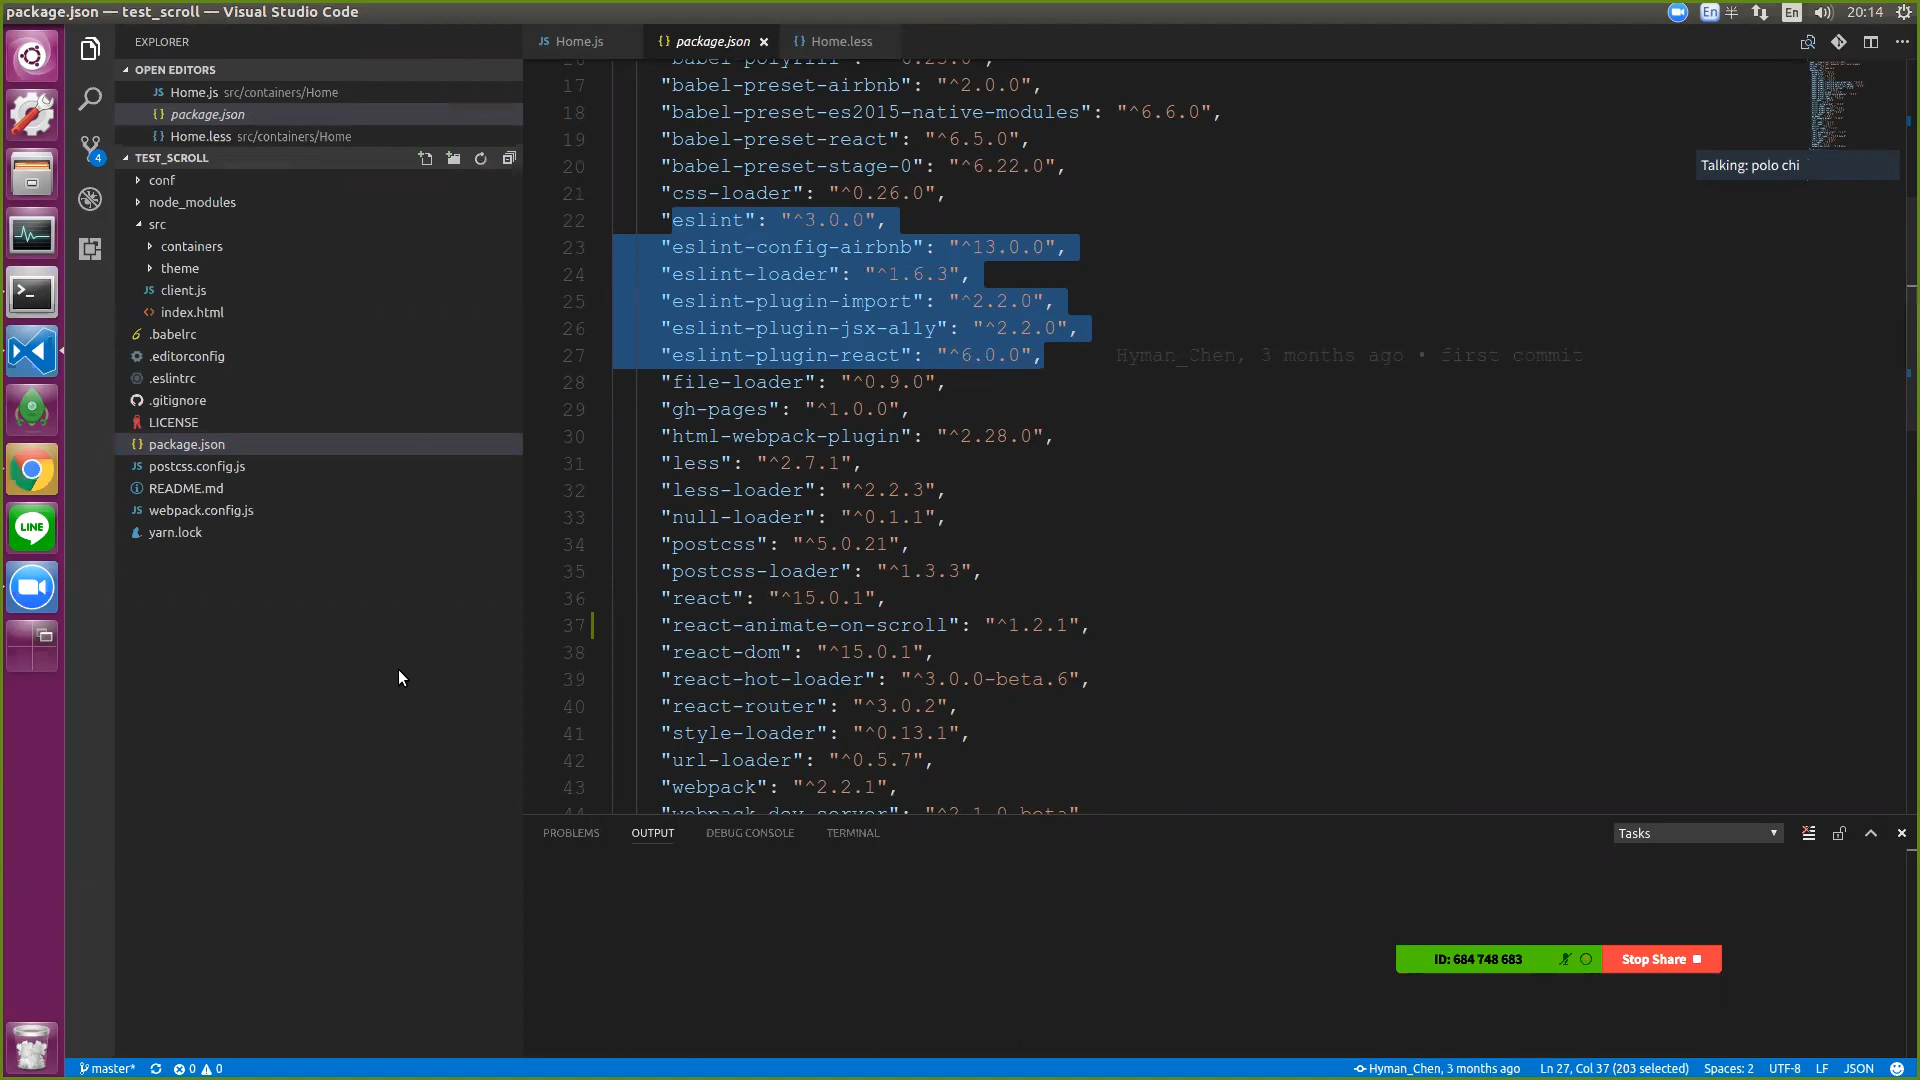 package.json — test_scroll — Visual Studio Code
En 半 En 20:14
EXPLORER
OPEN EDITORS
JS Home.js src/containers/Home
{} package.json
{} Home.less src/containers/Home
TEST_SCROLL
conf
node_modules
src
containers
theme
JS client.js
<> index.html
.babelrc
.editorconfig
.eslintrc
.gitignore
LICENSE
{} package.json
JS postcss.config.js
README.md
JS webpack.config.js
yarn.lock
4
LINE
JS Home.js
{} package.json ×
{} Home.less
17 "babel-preset-airbnb": "^2.0.0",
18 "babel-preset-es2015-native-modules": "^6.6.0",
19 "babel-preset-react": "^6.5.0",
20 "babel-preset-stage-0": "^6.22.0",
21 "css-loader": "^0.26.0",
22 "eslint": "^3.0.0",
23 "eslint-config-airbnb": "^13.0.0",
24 "eslint-loader": "^1.6.3",
25 "eslint-plugin-import": "^2.2.0",
26 "eslint-plugin-jsx-a11y": "^2.2.0",
27 "eslint-plugin-react": "^6.0.0", Hyman_Chen, 3 months ago • first commit
28 "file-loader": "^0.9.0",
29 "gh-pages": "^1.0.0",
30 "html-webpack-plugin": "^2.28.0",
31 "less": "^2.7.1",
32 "less-loader": "^2.2.3",
33 "null-loader": "^0.1.1",
34 "postcss": "^5.0.21",
35 "postcss-loader": "^1.3.3",
36 "react": "^15.0.1",
37 "react-animate-on-scroll": "^1.2.1",
38 "react-dom": "^15.0.1",
39 "react-hot-loader": "^3.0.0-beta.6",
40 "react-router": "^3.0.2",
41 "style-loader": "^0.13.1",
42 "url-loader": "^0.5.7",
43 "webpack": "^2.2.1",
Talking: polo chi
PROBLEMS OUTPUT DEBUG CONSOLE TERMINAL
Tasks
ID: 684 748 683 Stop Share
master* 0 0
Hyman_Chen, 3 months ago Ln 27, Col 37 (203 selected) Spaces: 2 UTF-8 LF JSON